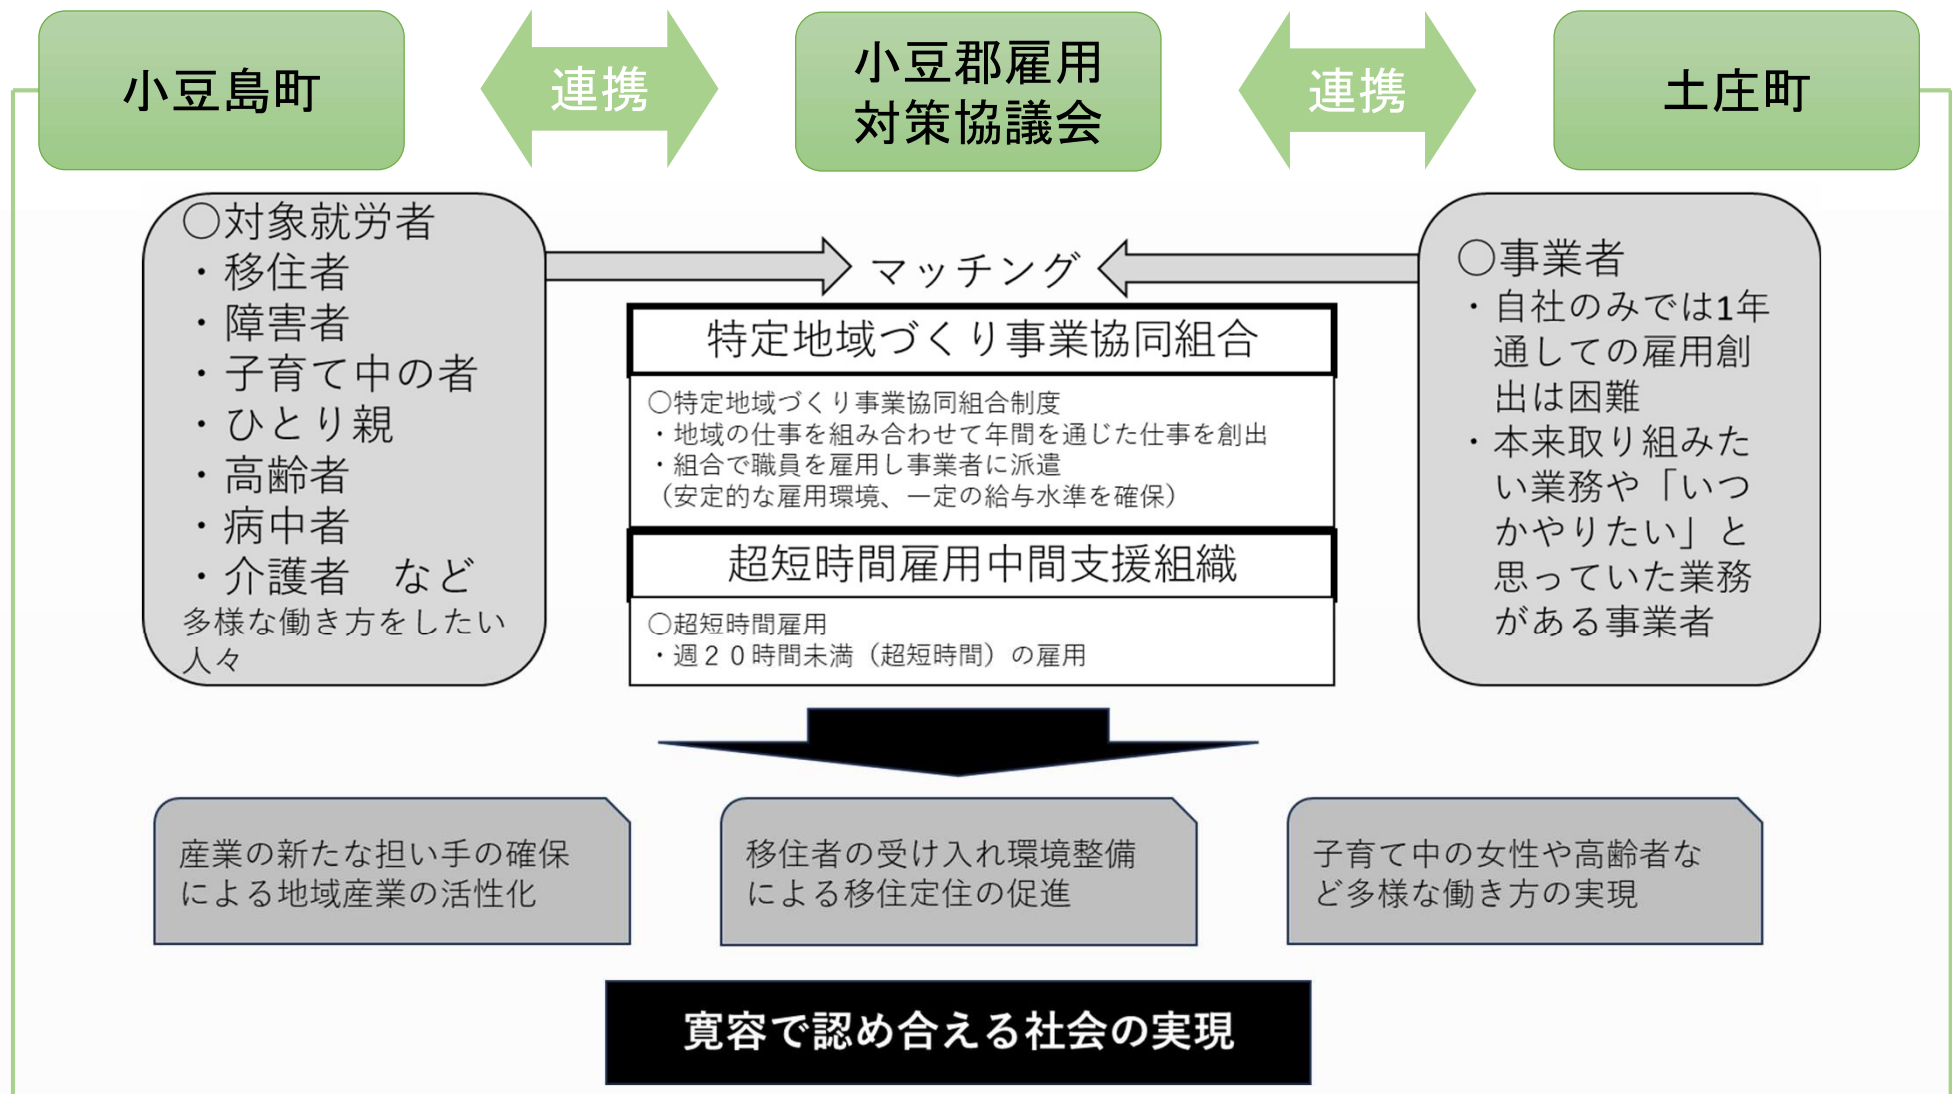 小豆島町
連携
小豆郡雇用
対策協議会
連携
土庄町
○対象就労者
・移住者
・障害者
・子育て中の者
・ひとり親
・高齢者
・病中者
・介護者　など
多様な働き方をしたい
人々
マッチング
特定地域づくり事業協同組合
○特定地域づくり事業協同組合制度
・地域の仕事を組み合わせて年間を通じた仕事を創出
・組合で職員を雇用し事業者に派遣
（安定的な雇用環境、一定の給与水準を確保）
超短時間雇用中間支援組織
○超短時間雇用
・週２０時間未満（超短時間）の雇用
○事業者
・自社のみでは1年
通しての雇用創
出は困難
・本来取り組みた
い業務や「いつ
かやりたい」と
思っていた業務
がある事業者
産業の新たな担い手の確保
による地域産業の活性化
移住者の受け入れ環境整備
による移住定住の促進
子育て中の女性や高齢者な
ど多様な働き方の実現
寛容で認め合える社会の実現